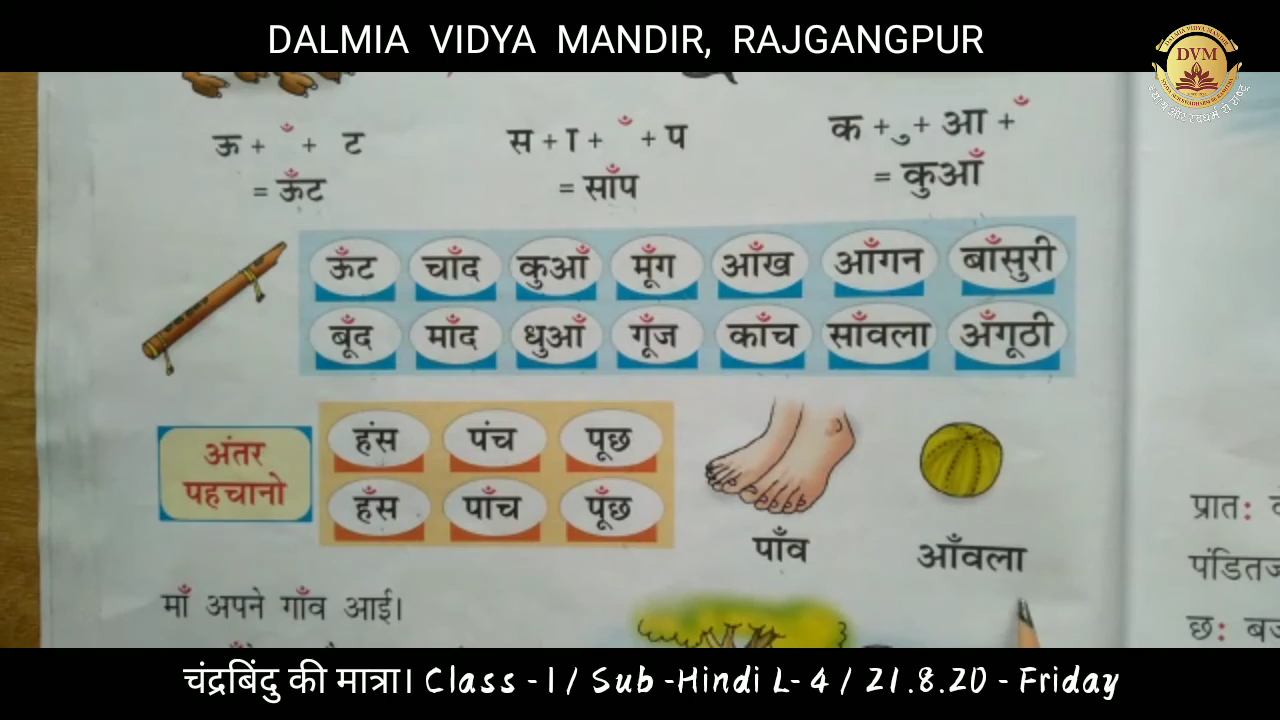 DALMIA VIDYA MANDIR, RAJGANGPUR
DVM
ऊ + ँ + ट
= ऊँट
स + ा + ँ + प
= साँप
क + ु + आ + ँ
= कुआँ
ऊँट चाँद कुआँ मूँग आँख आँगन बाँसुरी
बूँद माँद धुआँ गूँज काँच साँवला अँगूठी
अंतर
पहचानो
हंस पंच पूछ
हँस पाँच पूँछ
पाँव
आँवला
माँ अपने गाँव आई।
प्रातः
छः
चंद्रबिंदु की मात्रा। Class -1 / Sub -Hindi L- 4 / 21.8.20 - Friday